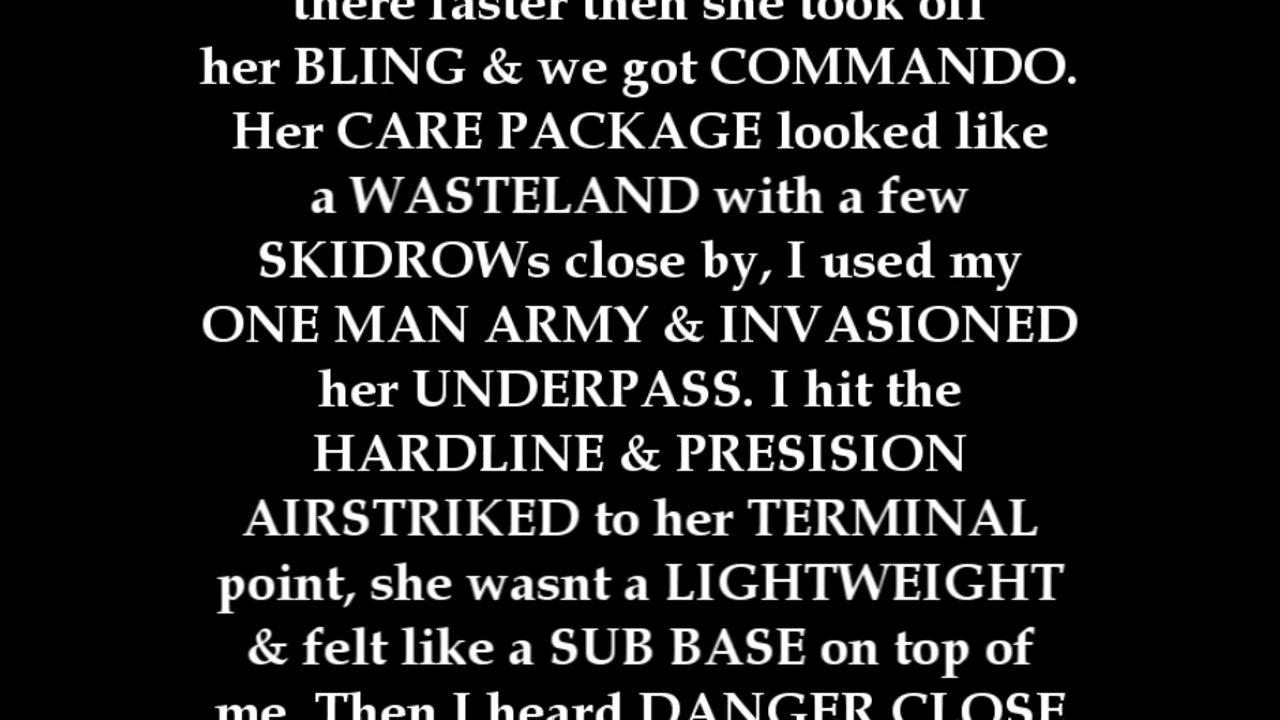 there faster then she took off
her BLING & we got COMMANDO.
Her CARE PACKAGE looked like
a WASTELAND with a few
SKIDROWs close by, I used my
ONE MAN ARMY & INVASIONED
her UNDERPASS. I hit the
HARDLINE & PRESISION
AIRSTRIKED to her TERMINAL
point, she wasnt a LIGHTWEIGHT
& felt like a SUB BASE on top of
me. Then I heard DANGER CLOSE